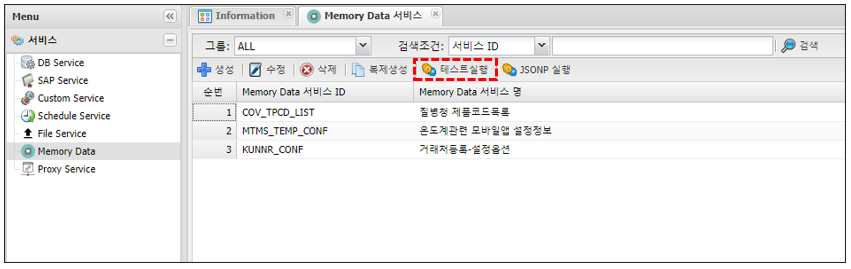 Menu
서비스
DB Service
SAP Service
Custom Service
Schedule Service
File Service
Memory Data
Proxy Service
Information
Memory Data 서비스
그룹: ALL 검색조건: 서비스 ID 검색
생성 수정 삭제 복제생성 테스트실행 JSONP 실행
순번 Memory Data 서비스 ID Memory Data 서비스 명
1 COV_TPCD_LIST 질병청 제품코드목록
2 MTMS_TEMP_CONF 온도계관련 모바일앱 설정정보
3 KUNNR_CONF 거래처등록-설정옵션